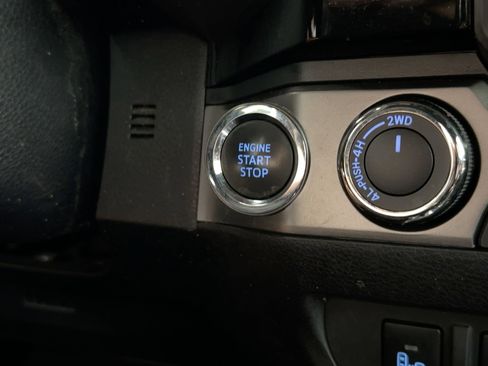 ENGINE
START
STOP
2WD
4L-PUSH-4H